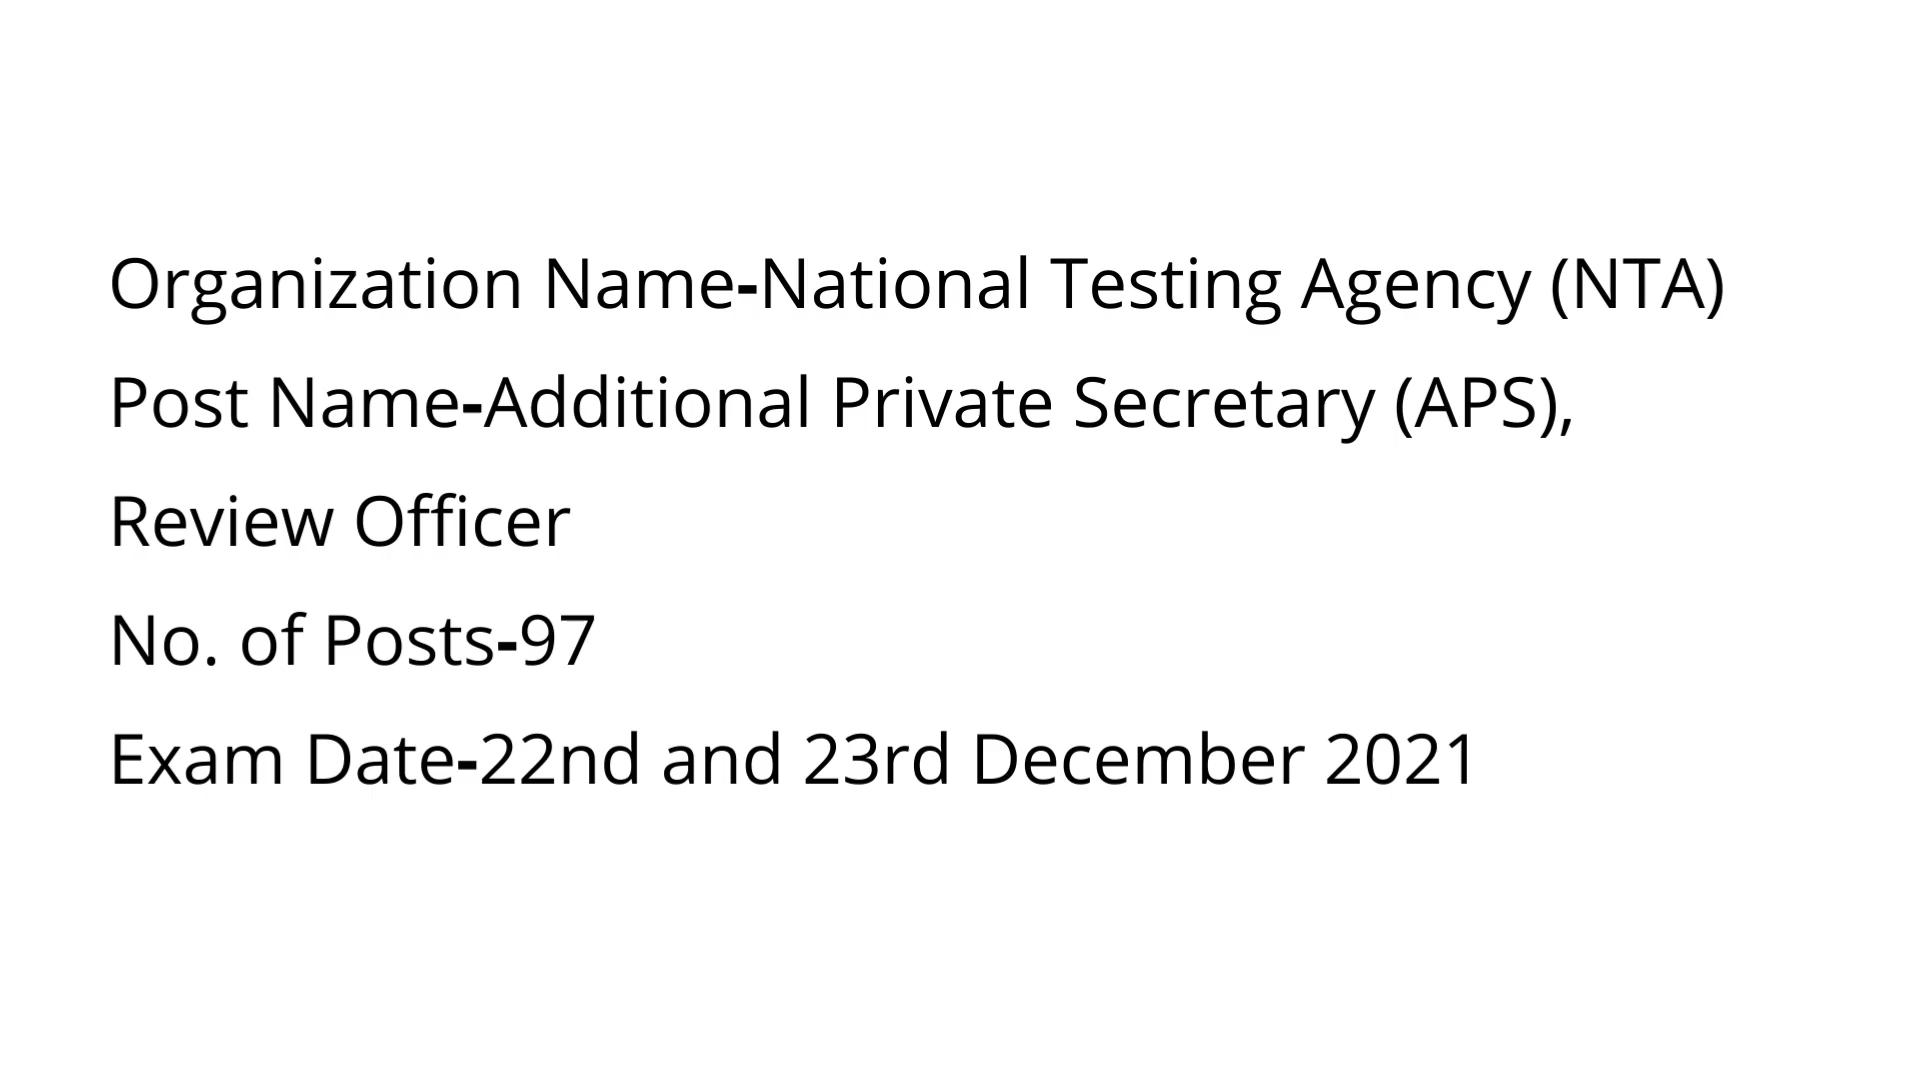 Organization Name-National Testing Agency (NTA)
Post Name-Additional Private Secretary (APS),
Review Officer
No. of Posts-97
Exam Date-22nd and 23rd December 2021